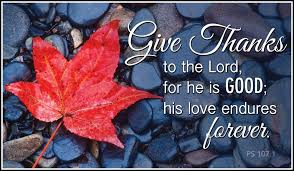 Give Thanks
to the Lord,
for he is GOOD;
his love endures
forever.
PS 107:1